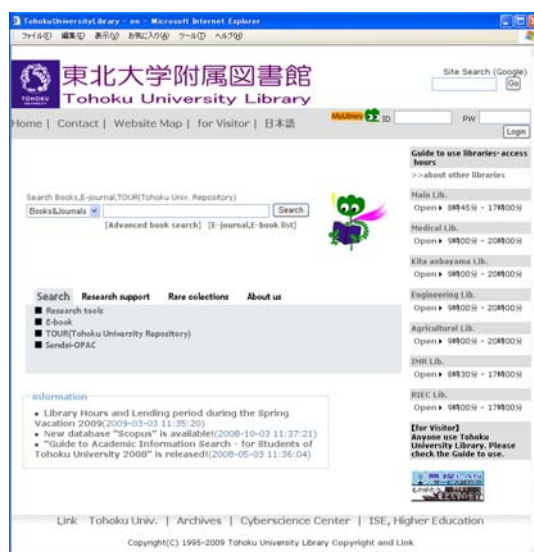 TohokuUniversityLibrary - en - Microsoft Internet Explorer
ファイル(F) 編集(E) 表示(V) お気に入り(A) ツール(T) ヘルプ(H)
東北大学附属図書館
Tohoku University Library
TOHOKU
Site Search (Google)
Go
Home | Contact | Website Map | for Visitor | 日本語
MyLibrary ID PW
Login
Search Books,E-journal,TOUR(Tohoku Univ. Repository)
Books&Journals Search
[Advanced book search] [E-journal,E-book list]
Search Research support Rare colections About us
■ Research tools
■ E-book
■ TOUR(Tohoku University Repository)
■ Sendai-OPAC
information
• Library Hours and Lending period during the Spring
Vacation 2009(2009-03-03 11:35:20)
• New database "Scopus" is available!(2008-10-03 11:37:21)
• "Guide to Academic Information Search - for Students of
Tohoku University 2008" is released!(2008-05-03 11:36:04)
Guide to use libraries･access
hours
>>about other libraries
Main Lib.
Open▶ 8時45分 - 17時00分
Medical Lib.
Open▶ 9時00分 - 20時00分
Kita aobayama Lib.
Open▶ 9時00分 - 20時00分
Engineering Lib.
Open▶ 9時00分 - 20時00分
Agricultural Lib.
Open▶ 9時00分 - 20時00分
IMR Lib.
Open▶ 8時30分 - 17時00分
RIEC Lib.
Open▶ 9時00分 - 17時00分
[for Visitor]
Anyone use Tohoku
University Library. Please
check the Guide to use.
Link Tohoku Univ. | Archives | Cyberscience Center | ISE, Higher Education
Copyright(C) 1995-2009 Tohoku University Library Copyright and Link